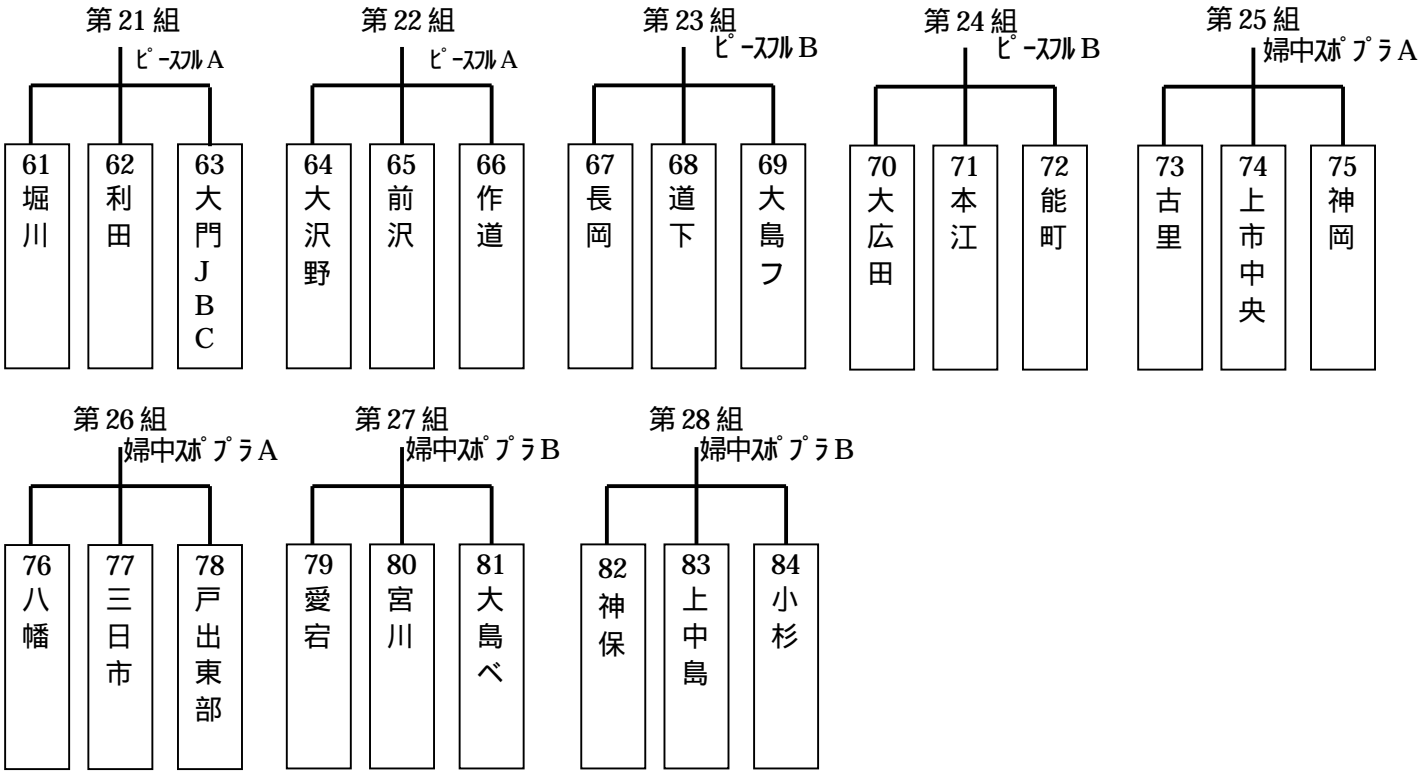 第21組
ﾋﾟｰｽﾌﾙA
61 堀川
62 利田
63 大門JBC
第22組
ﾋﾟｰｽﾌﾙA
64 大沢野
65 前沢
66 作道
第23組
ﾋﾟｰｽﾌﾙB
67 長岡
68 道下
69 大島フ
第24組
ﾋﾟｰｽﾌﾙB
70 大広田
71 本江
72 能町
第25組
婦中ｽﾎﾟﾌﾟﾗA
73 古里
74 上市中央
75 神岡
第26組
婦中ｽﾎﾟﾌﾟﾗA
76 八幡
77 三日市
78 戸出東部
第27組
婦中ｽﾎﾟﾌﾟﾗB
79 愛宕
80 宮川
81 大島ベ
第28組
婦中ｽﾎﾟﾌﾟﾗB
82 神保
83 上中島
84 小杉